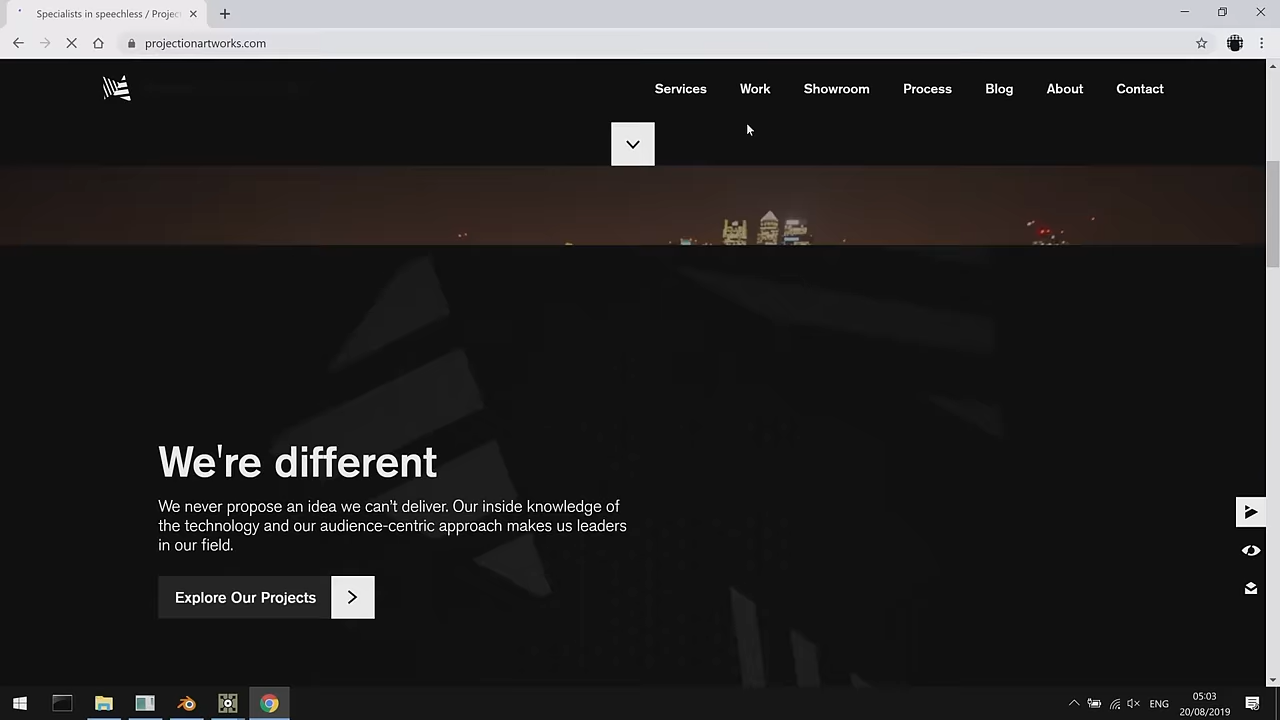 Specialists in speechless / Projec
projectionartworks.com
Services Work Showroom Process Blog About Contact
We're different
We never propose an idea we can't deliver. Our inside knowledge of
the technology and our audience-centric approach makes us leaders
in our field.
Explore Our Projects
ENG
05:03
20/08/2019